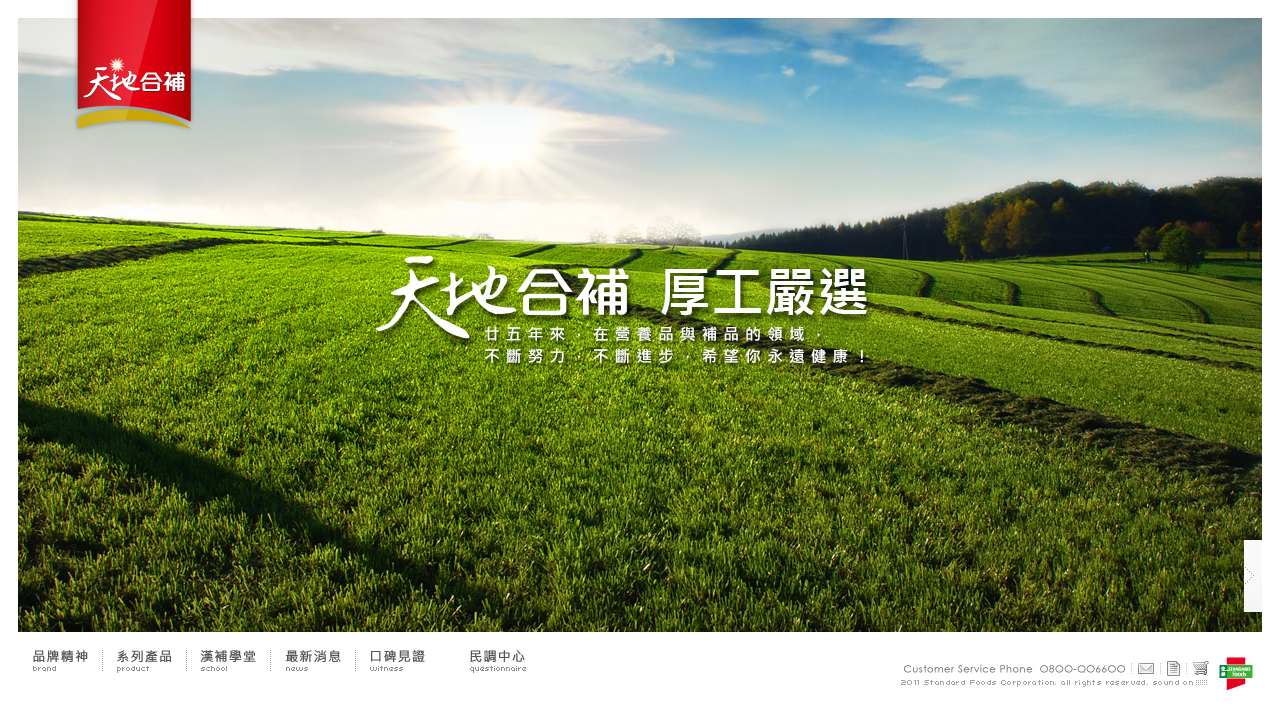 天地合補
天地合補 厚工嚴選
廿五年來，在營養品與補品的領域，
不斷努力，不斷進步，希望你永遠健康！
品牌精神 系列產品 漢補學堂 最新消息 口碑見證 民調中心
brand product school news witness questionnaire
Customer Service Phone 0800-006600
2011 Standard Foods Corporation. all rights reserved. sound on
STANDARD
foods